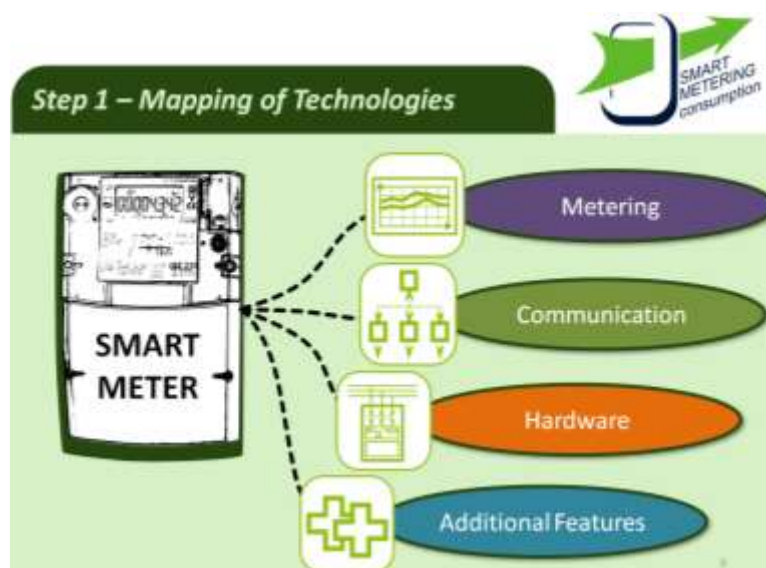 SMART
METERING
consumption
Step 1 – Mapping of Technologies
SMART
METER
Metering
Communication
Hardware
Additional Features